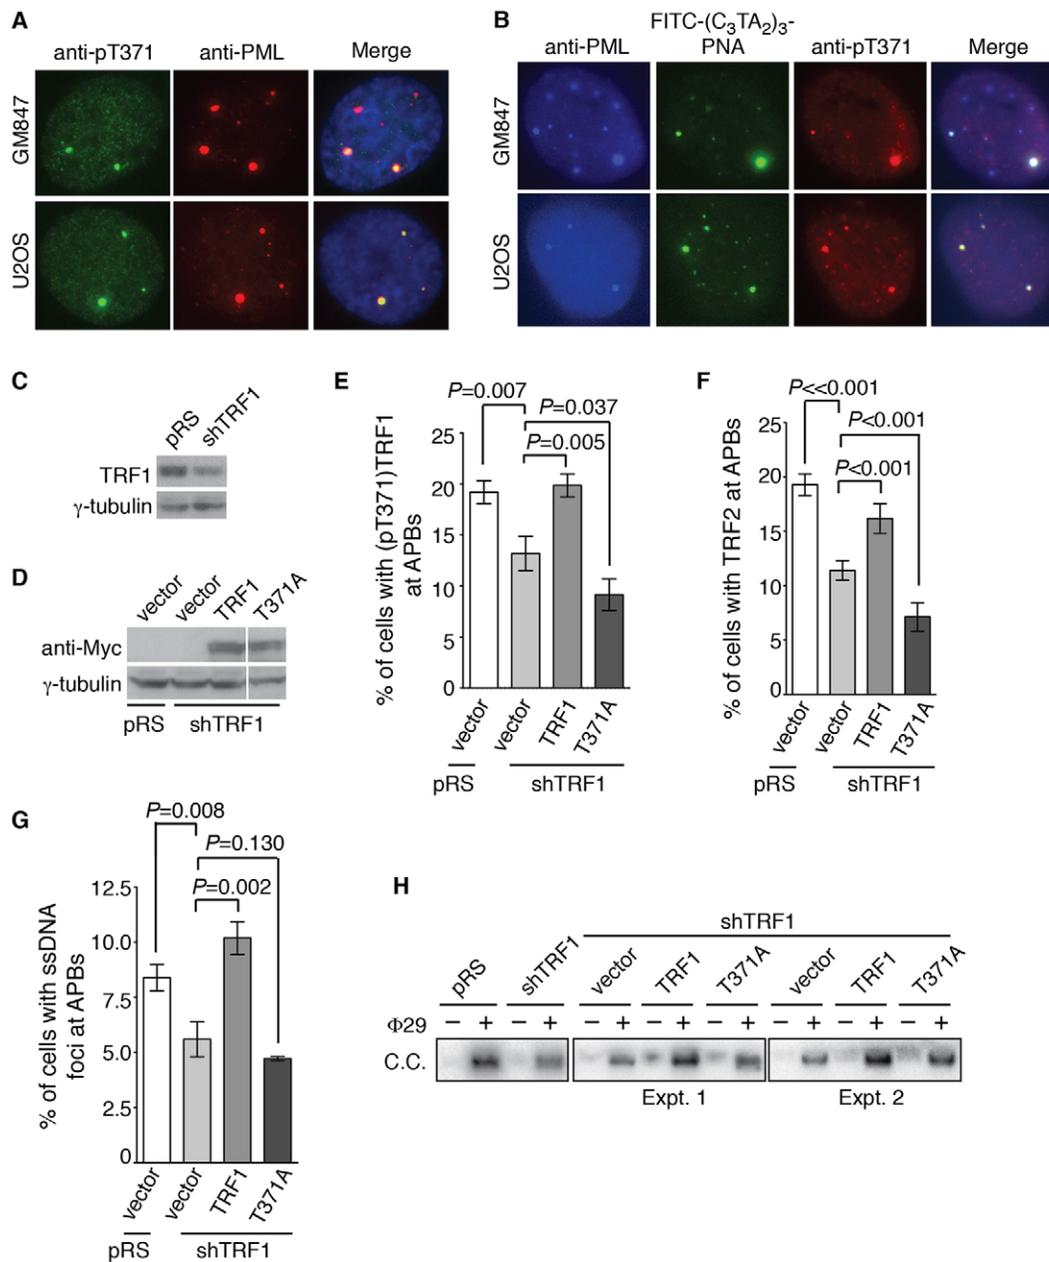 A
anti-pT371 anti-PML Merge
GM847
U2OS
B
FITC-(C3TA2)3-
anti-PML PNA anti-pT371 Merge
GM847
U2OS
C
pRS shTRF1
TRF1
γ-tubulin
D
vector vector TRF1 T371A
anti-Myc
γ-tubulin
pRS shTRF1
E
P=0.007
P=0.037
P=0.005
% of cells with (pT371)TRF1
at APBs
25
20
15
10
5
0
vector vector TRF1 T371A
pRS shTRF1
F
P<<0.001
P<0.001
P<0.001
% of cells with TRF2 at APBs
25
20
15
10
5
0
vector vector TRF1 T371A
pRS shTRF1
G
P=0.008
P=0.130
P=0.002
% of cells with ssDNA
foci at APBs
12.5
10.0
7.5
5.0
2.5
0
vector vector TRF1 T371A
pRS shTRF1
H
shTRF1
pRS shTRF1 vector TRF1 T371A vector TRF1 T371A
Φ29 − + − + − + − + − + − + − + − +
C.C.
Expt. 1 Expt. 2